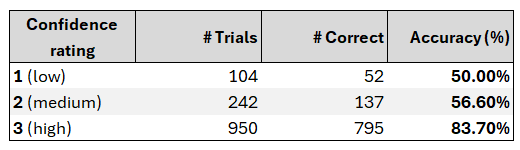 Confidence rating # Trials # Correct Accuracy (%)
1 (low) 104 52 50.00%
2 (medium) 242 137 56.60%
3 (high) 950 795 83.70%